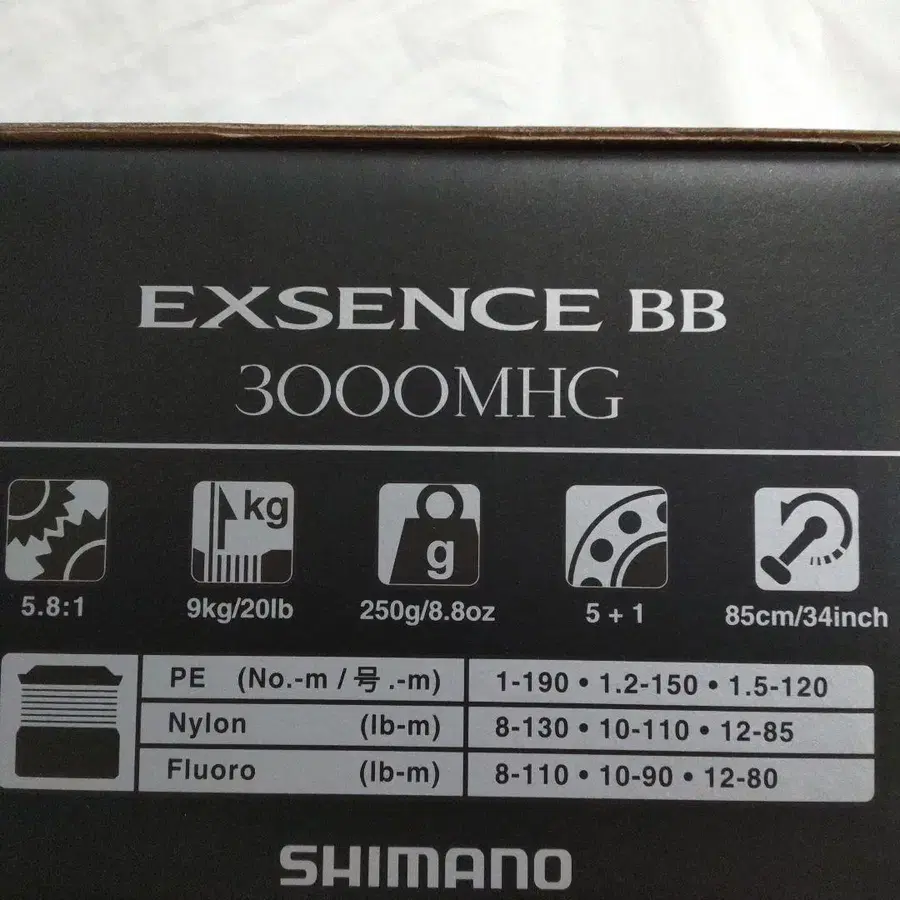 EXSENCE BB
3000MHG
kg
g
5.8:1 9kg/20lb 250g/8.8oz 5 + 1 85cm/34inch
PE (No.-m / 号 .-m) 1-190 • 1.2-150 • 1.5-120
Nylon (lb-m) 8-130 • 10-110 • 12-85
Fluoro (lb-m) 8-110 • 10-90 • 12-80
SHIMANO